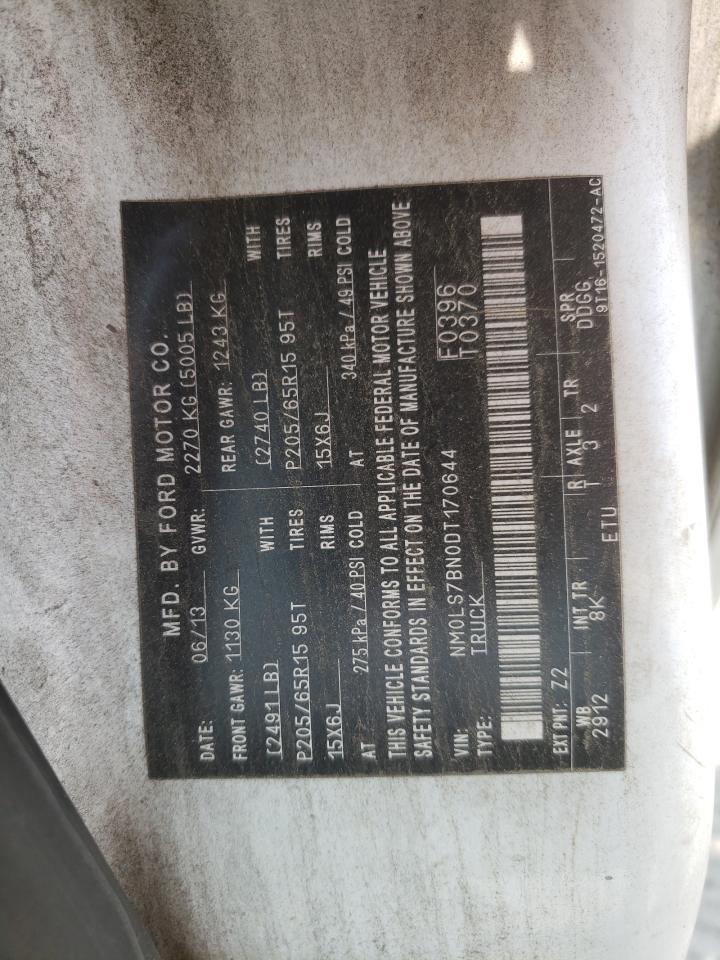 MFD. BY FORD MOTOR CO.
DATE: 06/13 GVWR: 2270 KG (5005 LB)
FRONT GAWR: 1130 KG REAR GAWR: 1243 KG
(2491LB) WITH (2740 LB) WITH
P205/65R15 95T TIRES P205/65R15 95T TIRES
15X6J RIMS 15X6J RIMS
AT 275 kPa / 40 PSI COLD AT 340 kPa / 49 PSI COLD
THIS VEHICLE CONFORMS TO ALL APPLICABLE FEDERAL MOTOR VEHICLE
SAFETY STANDARDS IN EFFECT ON THE DATE OF MANUFACTURE SHOWN ABOVE
VIN: NM0LS7BN0DT170644 F0396
TYPE: TRUCK T0370
EXT PNT: Z2
WB INT TR R AXLE TR SPR
2912 8K T 3 2 DDGG
ETU 9T16-1520472-AC